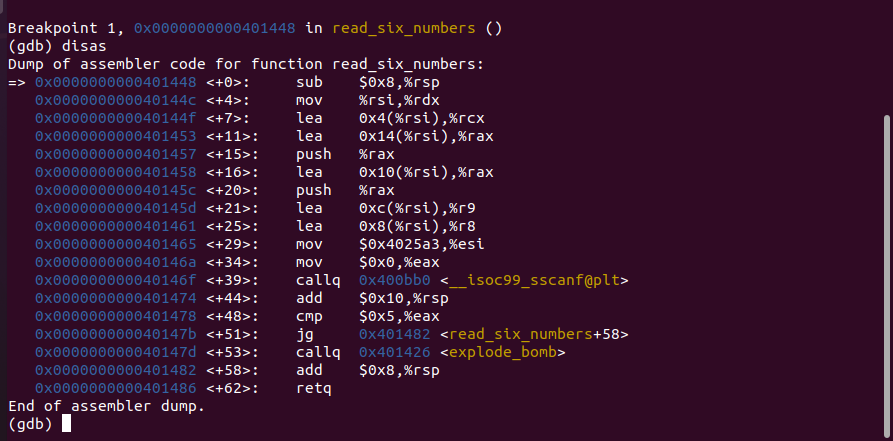 Breakpoint 1, 0x0000000000401448 in read_six_numbers ()
(gdb) disas
Dump of assembler code for function read_six_numbers:
=> 0x0000000000401448 <+0>:     sub    $0x8,%rsp
   0x000000000040144c <+4>:     mov    %rsi,%rdx
   0x000000000040144f <+7>:     lea    0x4(%rsi),%rcx
   0x0000000000401453 <+11>:    lea    0x14(%rsi),%rax
   0x0000000000401457 <+15>:    push   %rax
   0x0000000000401458 <+16>:    lea    0x10(%rsi),%rax
   0x000000000040145c <+20>:    push   %rax
   0x000000000040145d <+21>:    lea    0xc(%rsi),%r9
   0x0000000000401461 <+25>:    lea    0x8(%rsi),%r8
   0x0000000000401465 <+29>:    mov    $0x4025a3,%esi
   0x000000000040146a <+34>:    mov    $0x0,%eax
   0x000000000040146f <+39>:    callq  0x400bb0 <__isoc99_sscanf@plt>
   0x0000000000401474 <+44>:    add    $0x10,%rsp
   0x0000000000401478 <+48>:    cmp    $0x5,%eax
   0x000000000040147b <+51>:    jg     0x401482 <read_six_numbers+58>
   0x000000000040147d <+53>:    callq  0x401426 <explode_bomb>
   0x0000000000401482 <+58>:    add    $0x8,%rsp
   0x0000000000401486 <+62>:    retq
End of assembler dump.
(gdb)